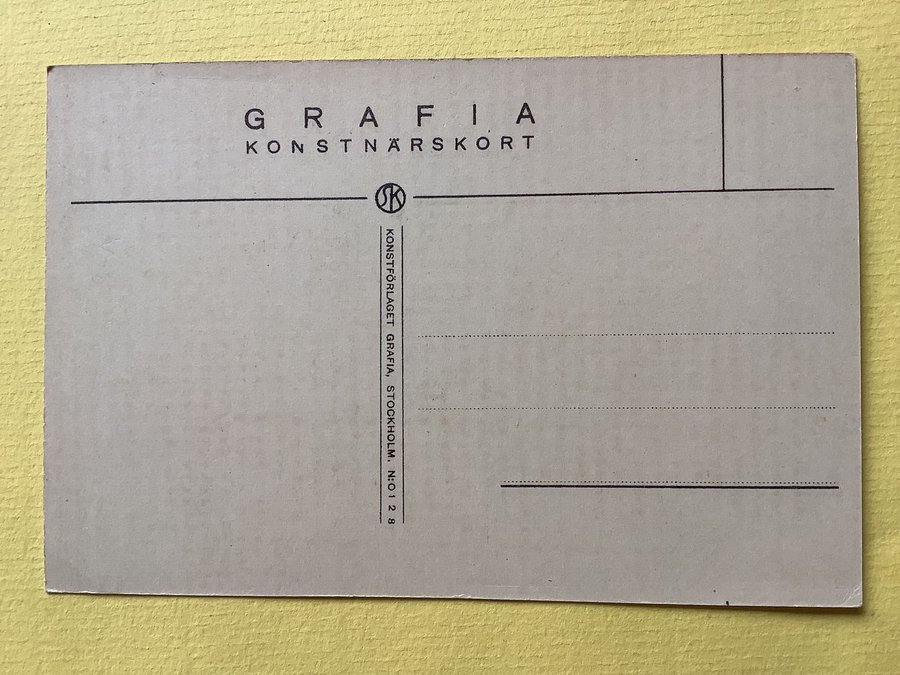 GRAFIA
KONSTNÄRSKORT
SK
KONSTFÖRLAGET GRAFIA, STOCKHOLM. N:O 128